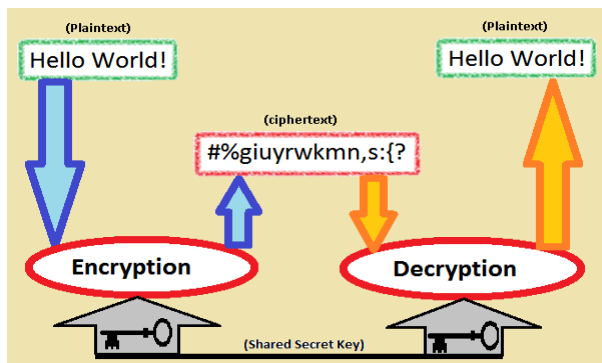 (Plaintext)
Hello World!
(Plaintext)
Hello World!
(ciphertext)
#%giuyrwkmn,s:{?
Encryption
Decryption
(Shared Secret Key)